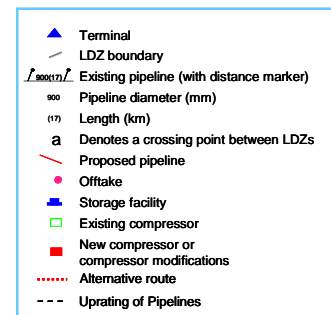 Terminal
LDZ boundary
900(17) Existing pipeline (with distance marker)
900 Pipeline diameter (mm)
(17) Length (km)
a Denotes a crossing point between LDZs
Proposed pipeline
Offtake
Storage facility
Existing compressor
New compressor or
compressor modifications
Alternative route
Uprating of Pipelines